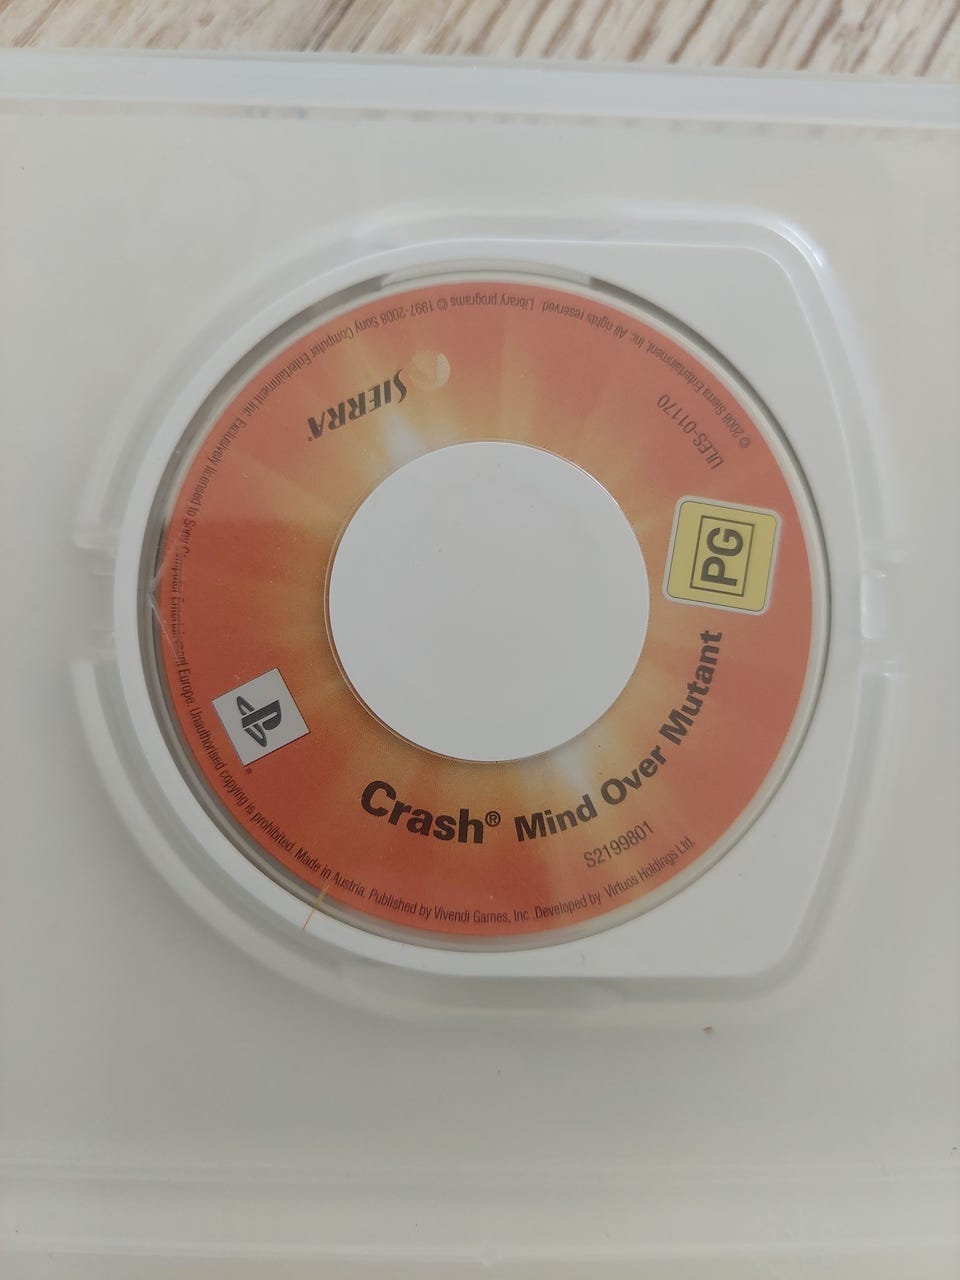 Crash® Mind Over Mutant
S2199801
PG
ULES-01170
SIERRA
© 2008 Sierra Entertainment, Inc. All rights reserved. Library programs © 1997-2008 Sony Computer Entertainment Inc. Exclusively licensed to Sony Computer Entertainment Europe. Unauthorised copying is prohibited. Made in Austria. Published by Vivendi Games, Inc. Developed by Virtuos Holdings Ltd.